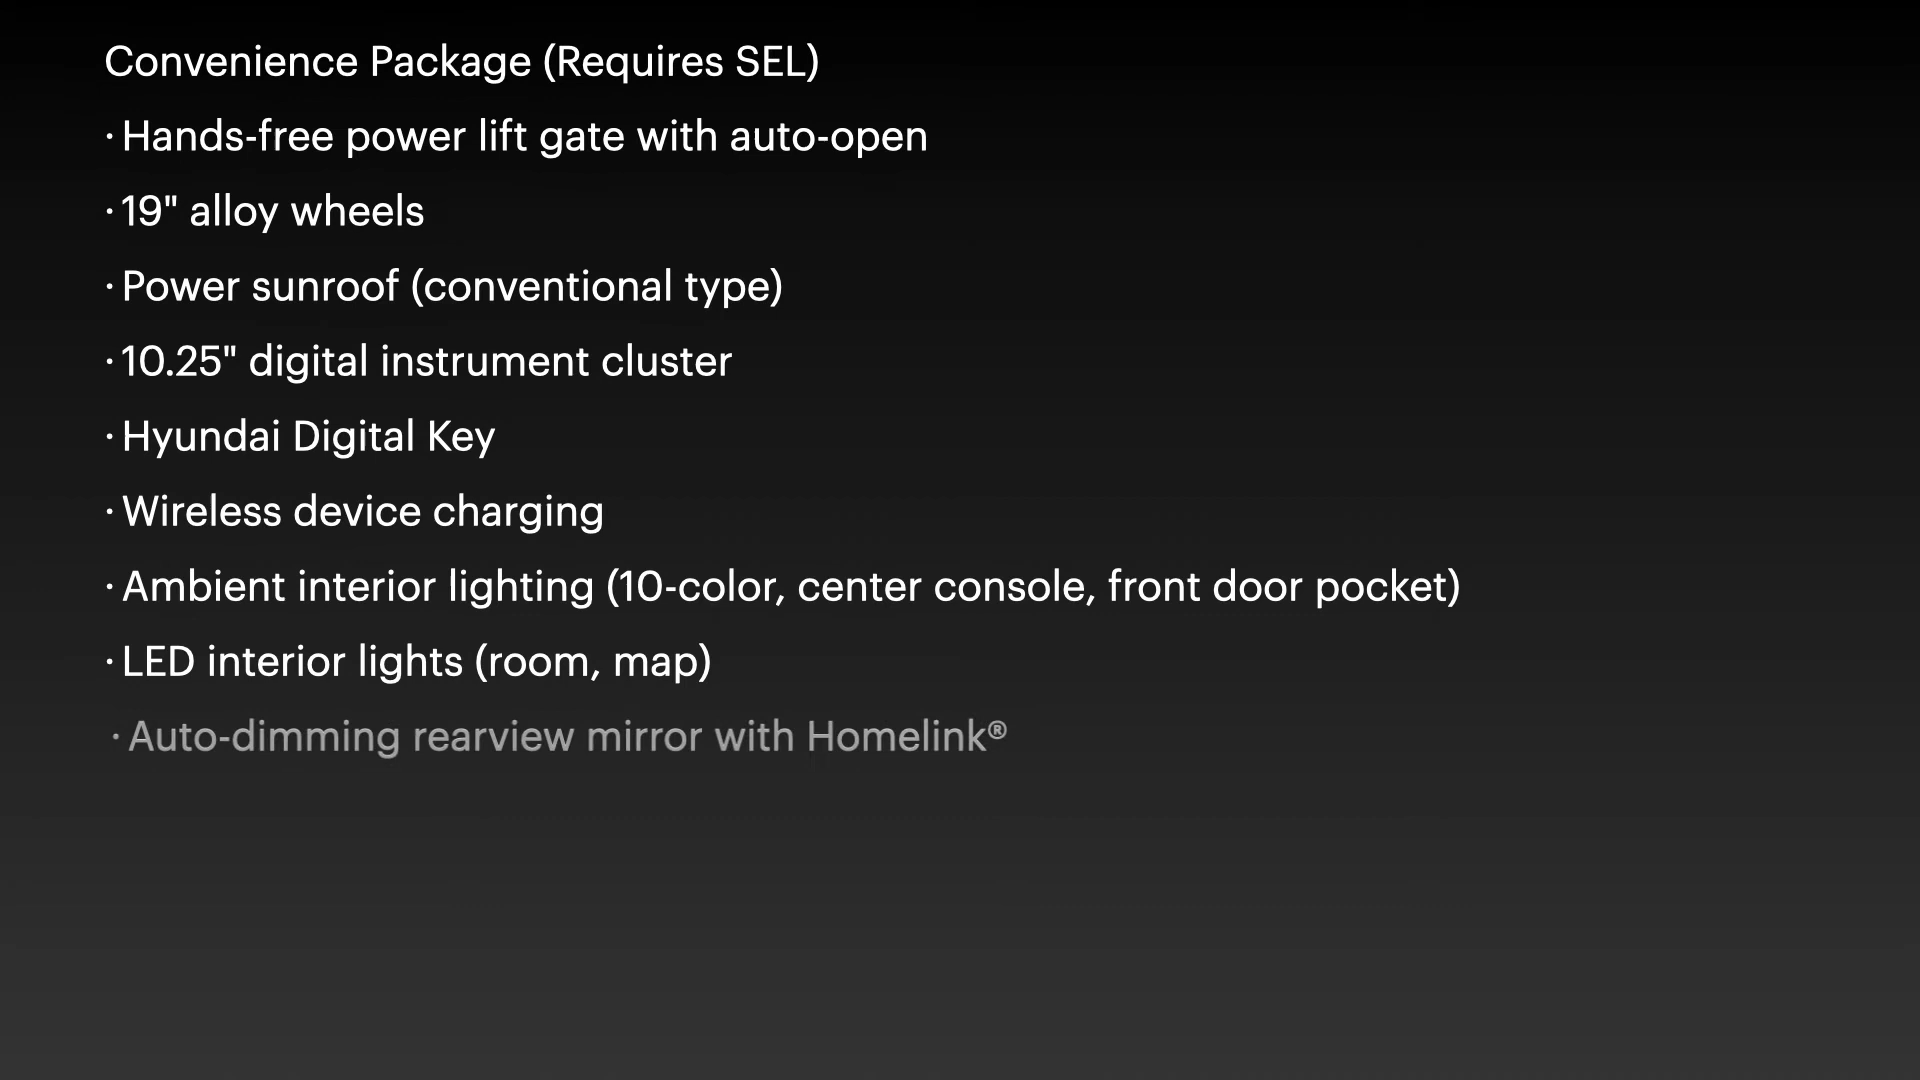 Convenience Package (Requires SEL)
· Hands-free power lift gate with auto-open
· 19" alloy wheels
· Power sunroof (conventional type)
· 10.25" digital instrument cluster
· Hyundai Digital Key
· Wireless device charging
· Ambient interior lighting (10-color, center console, front door pocket)
· LED interior lights (room, map)
· Auto-dimming rearview mirror with Homelink®